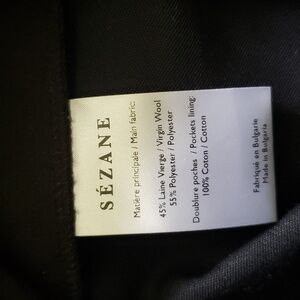 SÉZANE
Matière principale / Main fabric:
45% Laine Vierge / Virgin Wool
55% Polyester / Polyester
Doublure poches / Pockets lining:
100% Cotton / Cotton
Fabriqué en Bulgarie
Made in Bulgaria